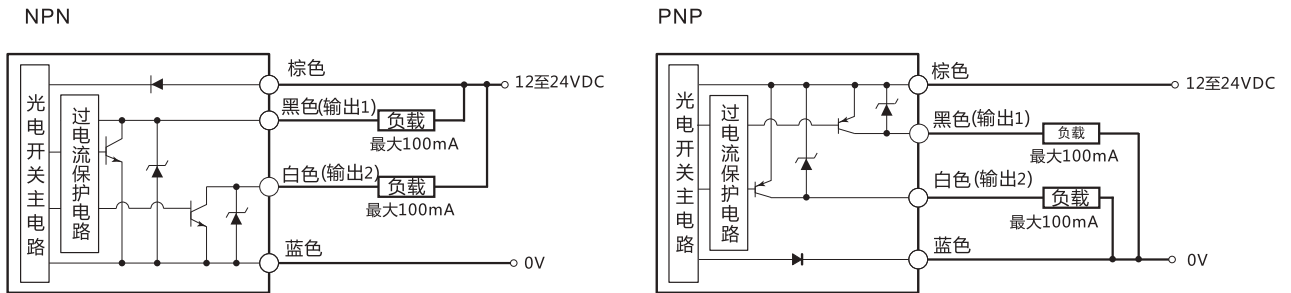 NPN
棕色
12至24VDC
光电开关主电路
过电流保护电路
黑色(输出1)
负载
最大100mA
白色(输出2)
负载
最大100mA
蓝色
0V
PNP
棕色
12至24VDC
光电开关主电路
过电流保护电路
黑色(输出1)
负载
最大100mA
白色(输出2)
负载
最大100mA
蓝色
0V